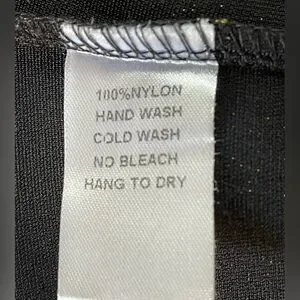 100%NYLON
HAND WASH
COLD WASH
NO BLEACH
HANG TO DRY